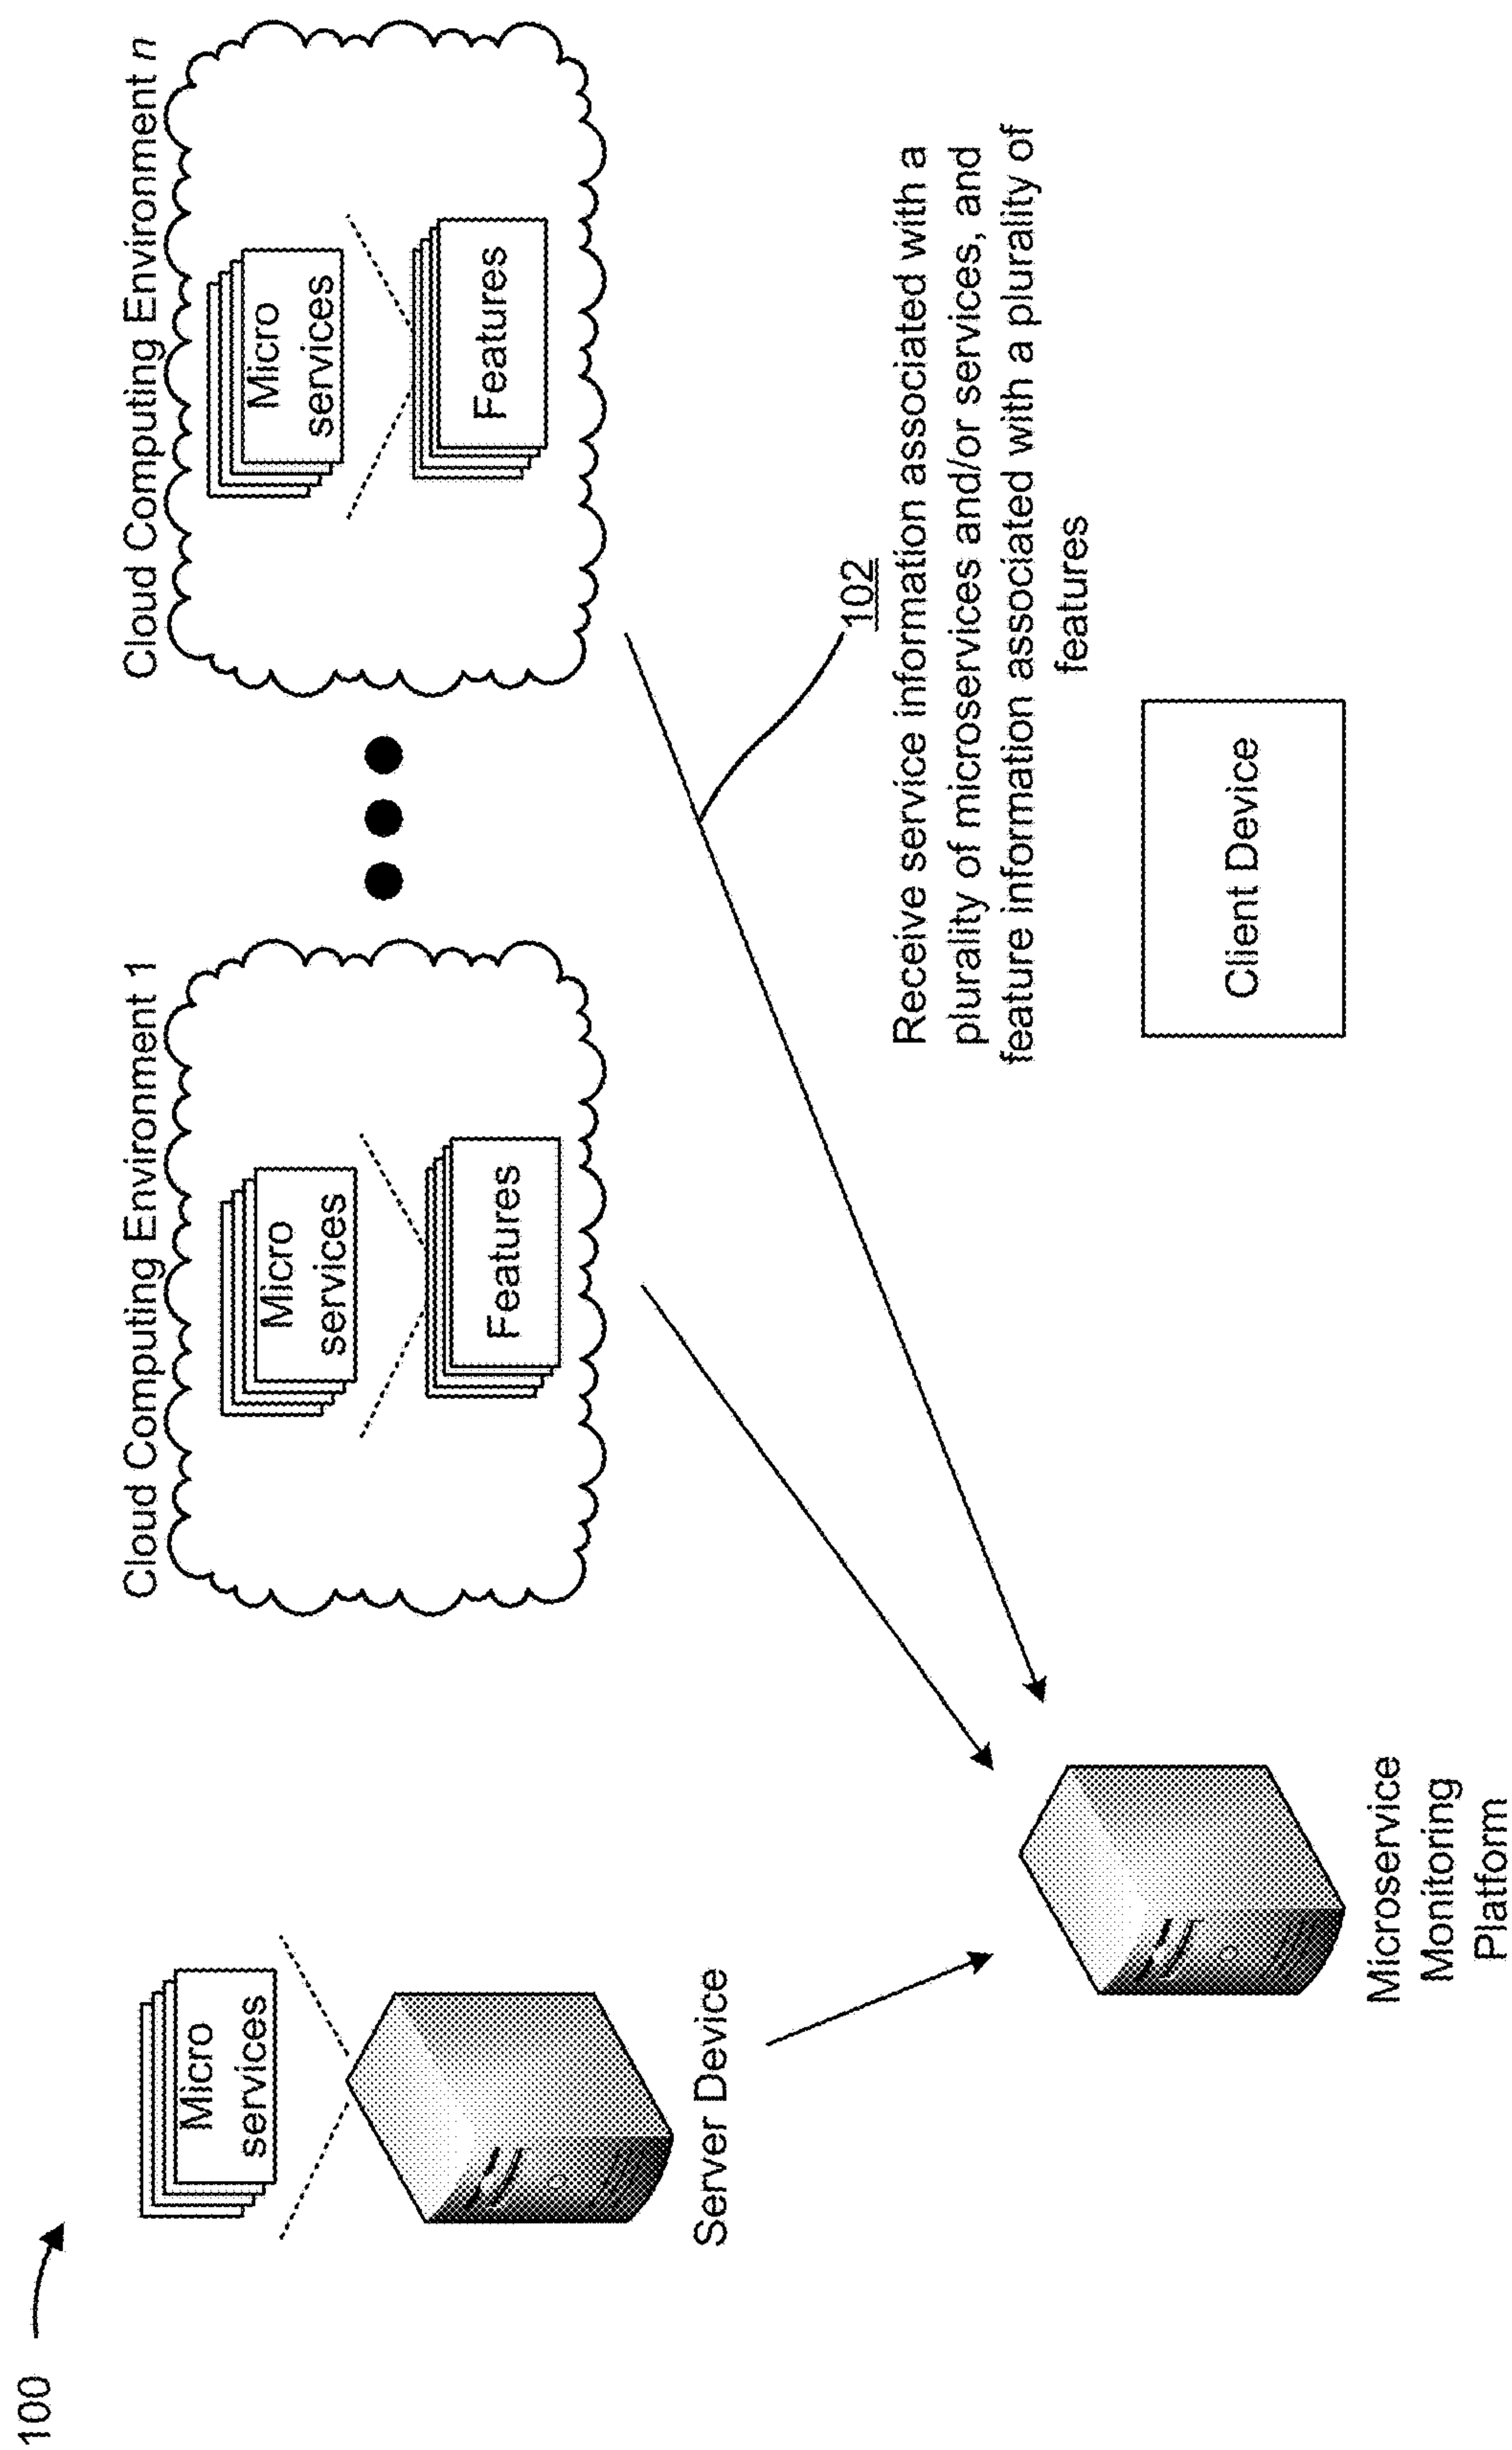 100
Micro
services
Server Device
Cloud Computing Environment 1
Micro
services
Features
Cloud Computing Environment n
Micro
services
Features
102
Receive service information associated with a
plurality of microservices and/or services, and
feature information associated with a plurality of
features
Microservice
Monitoring
Platform
Client Device